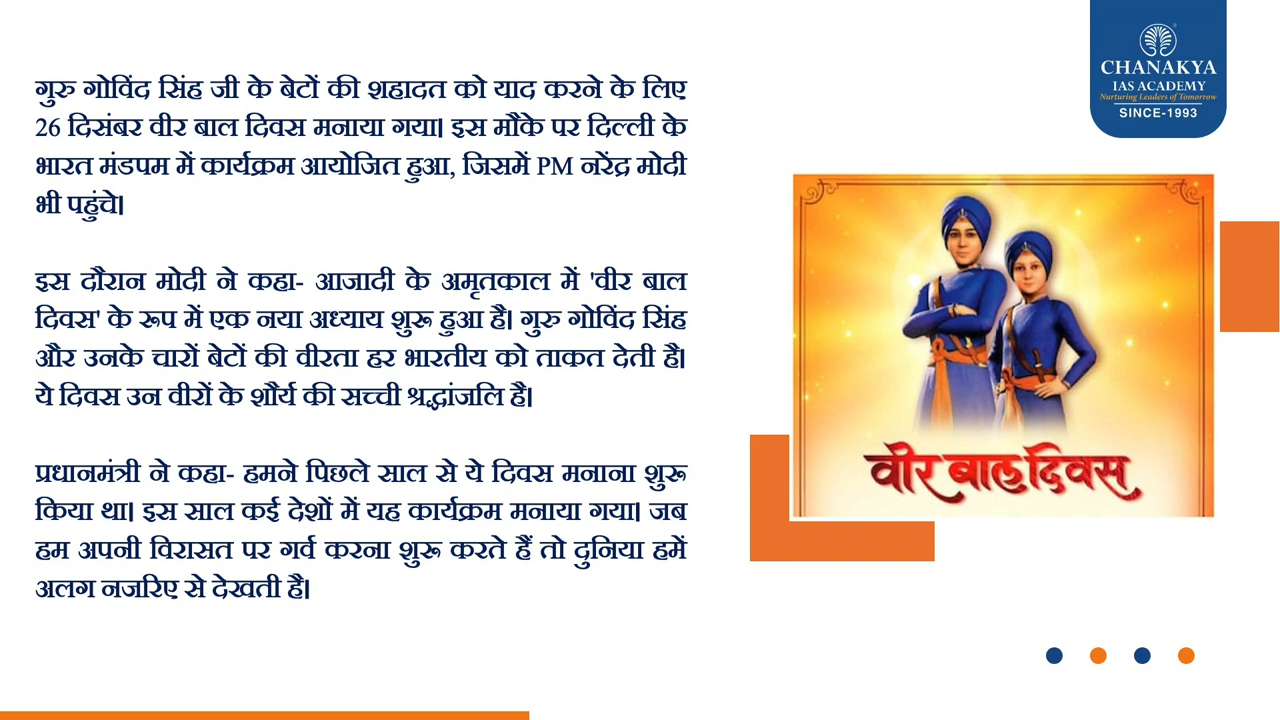 गुरु गोविंद सिंह जी के बेटों की शहादत को याद करने के लिए
26 दिसंबर वीर बाल दिवस मनाया गया। इस मौके पर दिल्ली के
भारत मंडपम में कार्यक्रम आयोजित हुआ, जिसमें PM नरेंद्र मोदी
भी पहुंचे।
इस दौरान मोदी ने कहा- आजादी के अमृतकाल में 'वीर बाल
दिवस' के रूप में एक नया अध्याय शुरू हुआ है। गुरु गोविंद सिंह
और उनके चारों बेटों की वीरता हर भारतीय को ताकत देती है।
ये दिवस उन वीरों के शौर्य की सच्ची श्रद्धांजलि है।
प्रधानमंत्री ने कहा- हमने पिछले साल से ये दिवस मनाना शुरू
किया था। इस साल कई देशों में यह कार्यक्रम मनाया गया। जब
हम अपनी विरासत पर गर्व करना शुरू करते हैं तो दुनिया हमें
अलग नजरिए से देखती है।
CHANAKYA
IAS ACADEMY
Nurturing Leaders of Tomorrow
SINCE-1993
वीर बाल दिवस